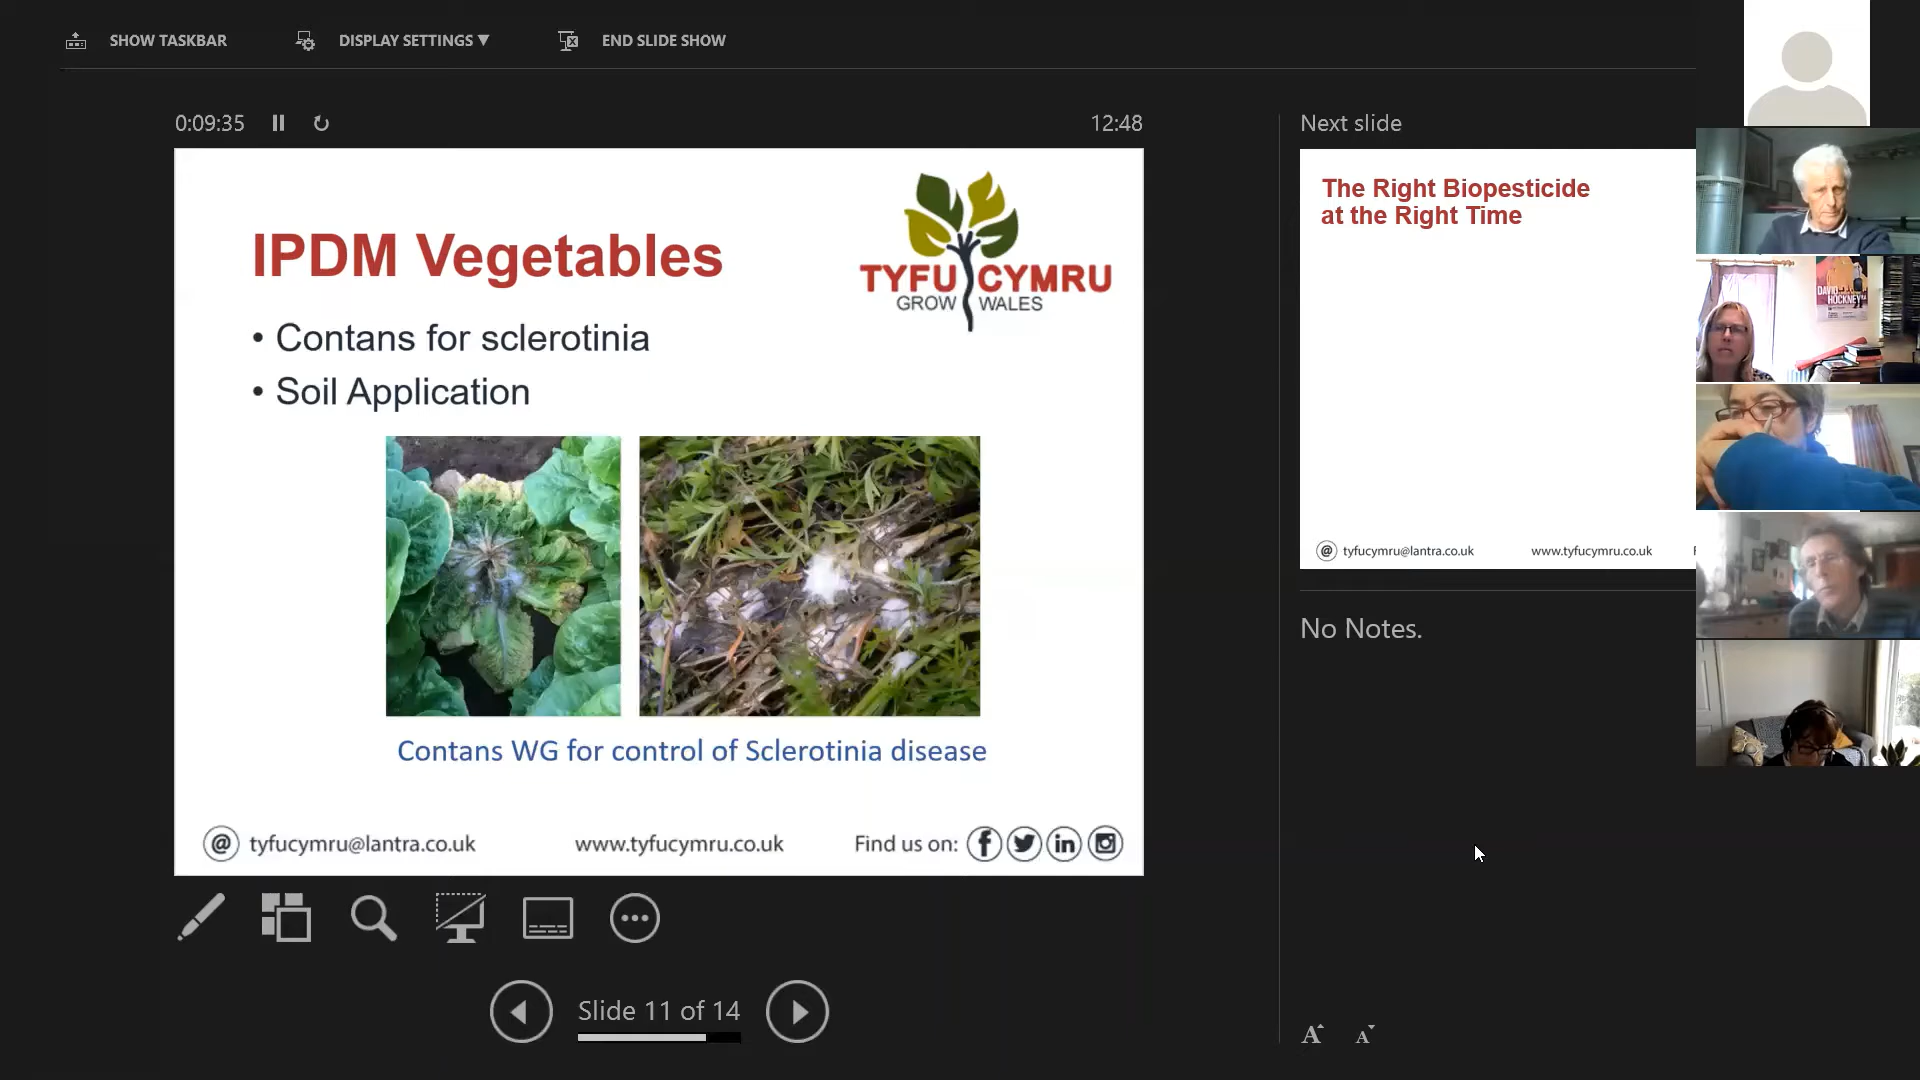 SHOW TASKBAR
DISPLAY SETTINGS
END SLIDE SHOW
0:09:35
12:48
IPDM Vegetables
TYFU CYMRU
GROW WALES
• Contans for sclerotinia
• Soil Application
Contans WG for control of Sclerotinia disease
@ tyfucymru@lantra.co.uk
www.tyfucymru.co.uk
Find us on:
Slide 11 of 14
Next slide
The Right Biopesticide
at the Right Time
@ tyfucymru@lantra.co.uk
www.tyfucymru.co.uk
No Notes.
A A
DAVID
HOCKNEY